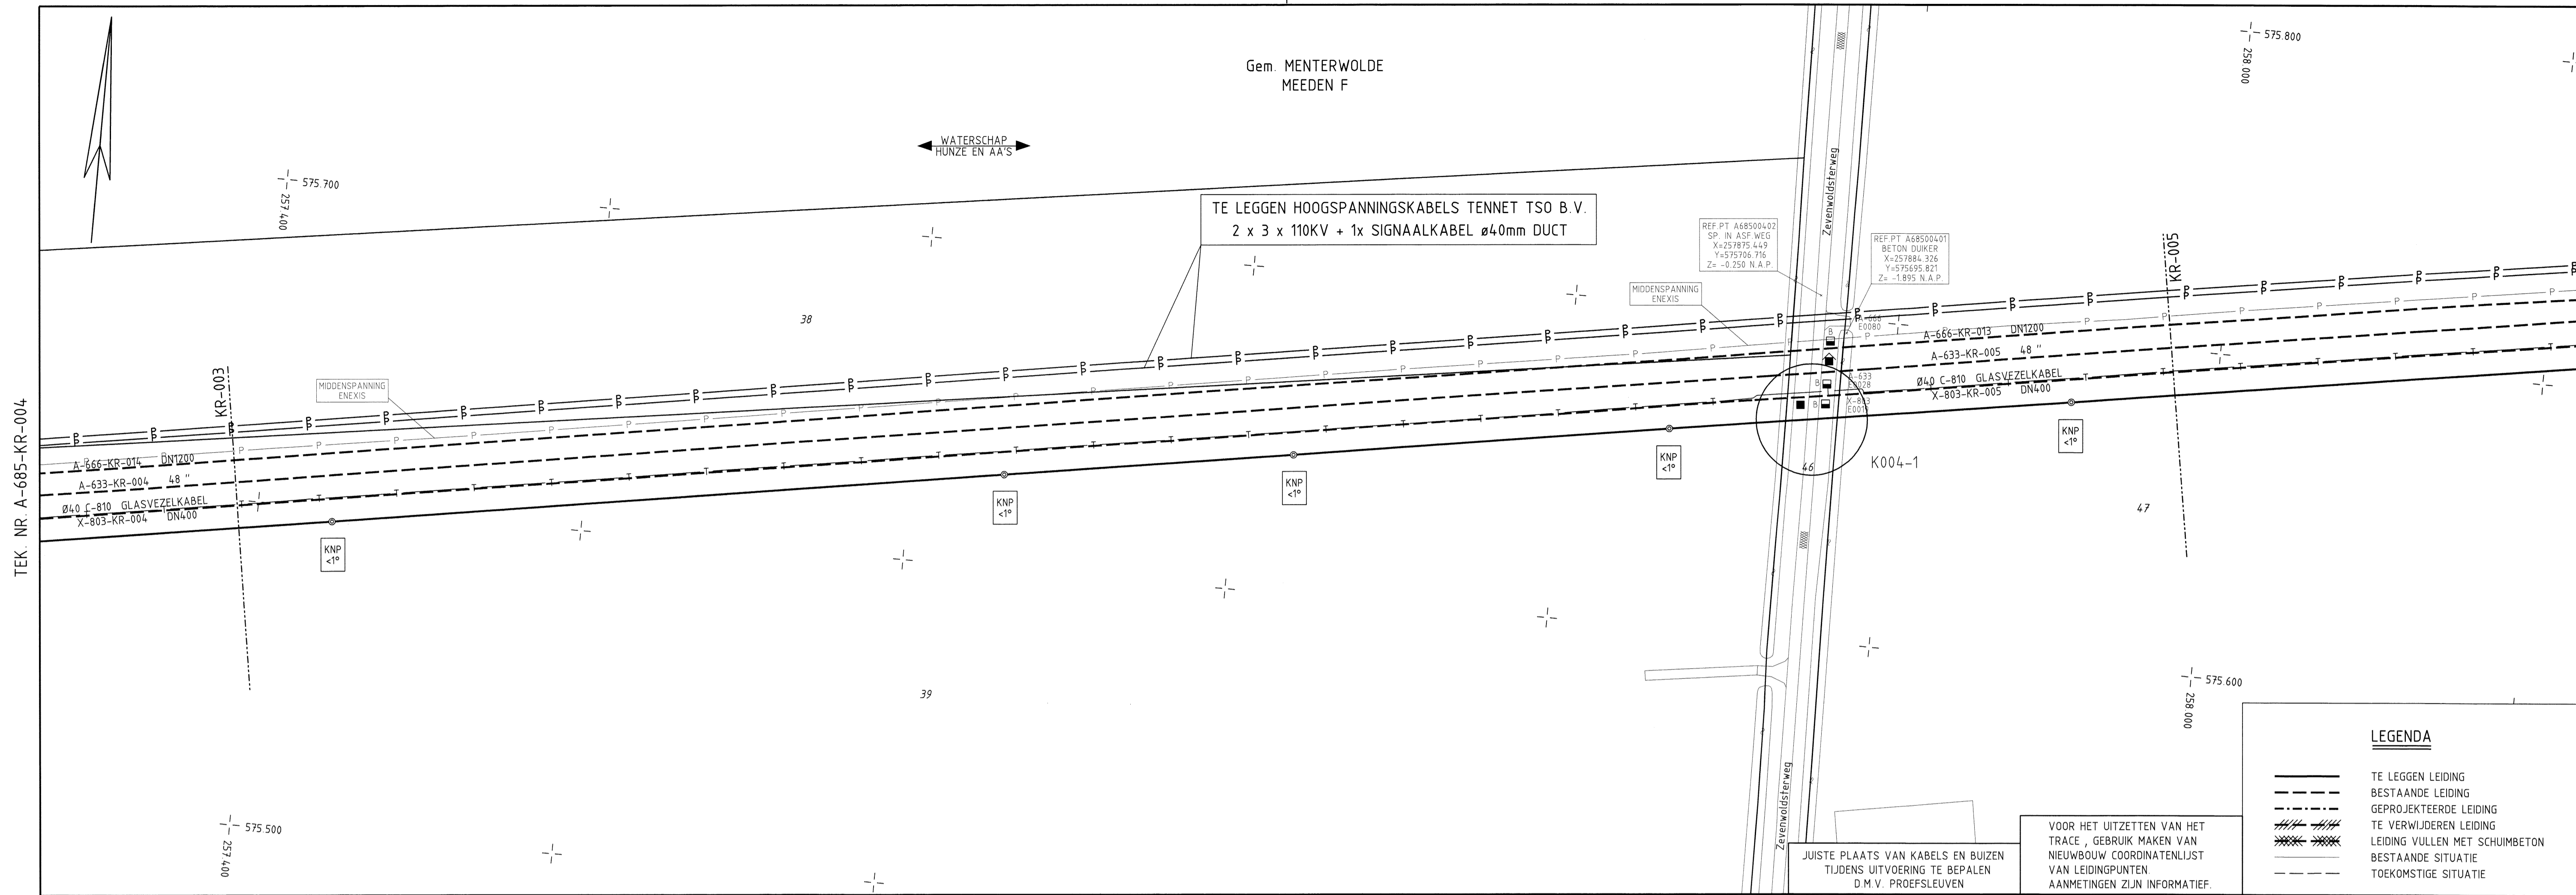 TEK. NR. A-685-KR-004
Gem. MENTERWOLDE
MEEDEN F
WATERSCHAP
HUNZE EN AA'S
575.700
257.400
575.800
258.000
TE LEGGEN HOOGSPANNINGSKABELS TENNET TSO B.V.
2 x 3 x 110KV + 1x SIGNAALKABEL ø40mm DUCT
Zevenwoldsterweg
REF.PT A68500402
SP. IN ASF.WEG
X=257875.449
Y=575706.716
Z= -0.250 N.A.P.
REF.PT A68500401
BETON DUIKER
X=257884.326
Y=575695.821
Z= -1.895 N.A.P.
MIDDENSPANNING
ENEXIS
KR-005
38
KR-003
MIDDENSPANNING
ENEXIS
A-666
E0080
A-666-KR-013 DN1200
A-633-KR-005 48 "
Ø40 C-810 GLASVEZELKABEL
X-803-KR-005 DN400
A-633
E0028
X-803
B
B
B
A-666-KR-014 DN1200
A-633-KR-004 48 "
Ø40 C-810 GLASVEZELKABEL
X-803-KR-004 DN400
KNP
<1°
KNP
<1°
KNP
<1°
KNP
<1°
KNP
<1°
46
K004-1
47
39
575.600
258.000
575.500
257.400
Zevenwoldsterweg
JUISTE PLAATS VAN KABELS EN BUIZEN
TIJDENS UITVOERING TE BEPALEN
D.M.V. PROEFSLEUVEN
VOOR HET UITZETTEN VAN HET
TRACE , GEBRUIK MAKEN VAN
NIEUWBOUW COORDINATENLIJST
VAN LEIDINGPUNTEN.
AANMETINGEN ZIJN INFORMATIEF.
LEGENDA
TE LEGGEN LEIDING
BESTAANDE LEIDING
GEPROJEKTEERDE LEIDING
TE VERWIJDEREN LEIDING
LEIDING VULLEN MET SCHUIMBETON
BESTAANDE SITUATIE
TOEKOMSTIGE SITUATIE